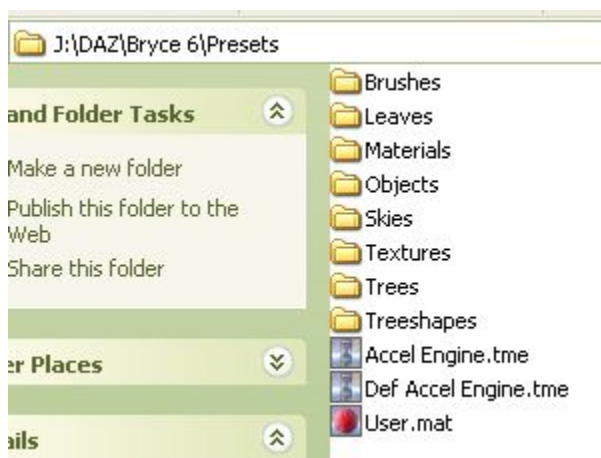 J:\DAZ\Bryce 6\Presets
and Folder Tasks
Make a new folder
Publish this folder to the
Web
Share this folder
er Places
ails
Brushes
Leaves
Materials
Objects
Skies
Textures
Trees
Treeshapes
Accel Engine.tme
Def Accel Engine.tme
User.mat